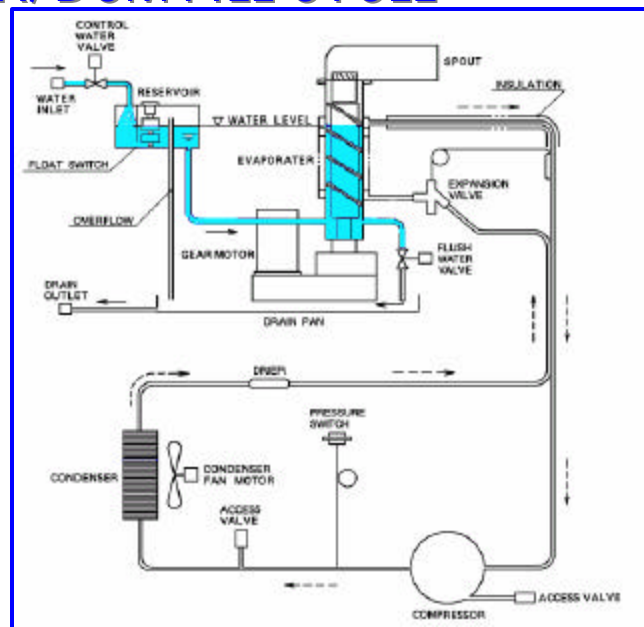 CONTROL
WATER
VALVE
SPOUT
WATER
INLET
RESERVOIR
INSULATION
WATER LEVEL
FLOAT SWITCH
EVAPORATER
EXPANSION
VALVE
OVERFLOW
GEAR MOTOR
FLUSH
WATER
VALVE
DRAIN
OUTLET
DRAIN PAN
DRIER
PRESSURE
SWITCH
CONDENSER
CONDENSER
FAN MOTOR
ACCESS
VALVE
COMPRESSOR
ACCESS VALVE